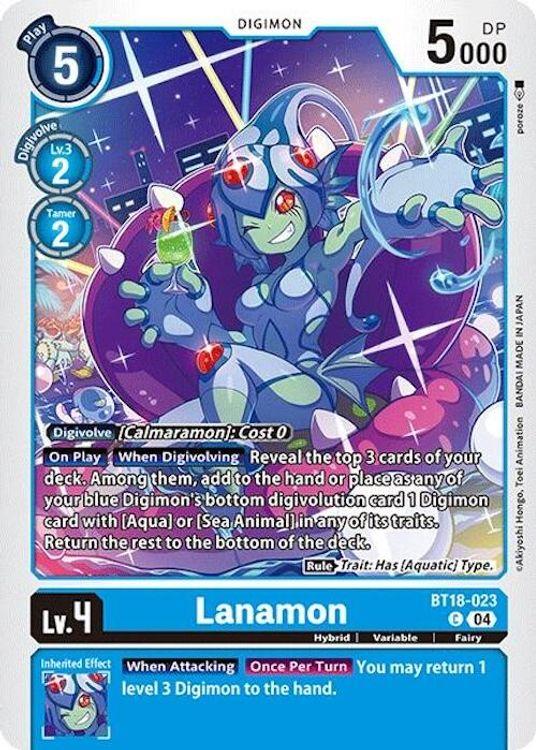 Play
DIGIMON
5
5000
DP
poroze
Digivolve
Lv.3
2
Tamer
2
Digivolve [Calmaramon]: Cost 0
On Play When Digivolving Reveal the top 3 cards of your
deck. Among them, add to the hand or place as any of
your blue Digimon's bottom digivolution card 1 Digimon
card with [Aqua] or [Sea Animal] in any of its traits.
Return the rest to the bottom of the deck.
Rule Trait: Has [Aquatic] Type.
©Akiyoshi Hongo, Toei Animation BANDAI MADE IN JAPAN
Lv.4
Lanamon
BT18-023
C 04
Hybrid | Variable | Fairy
Inherited Effect
When Attacking Once Per Turn You may return 1
level 3 Digimon to the hand.